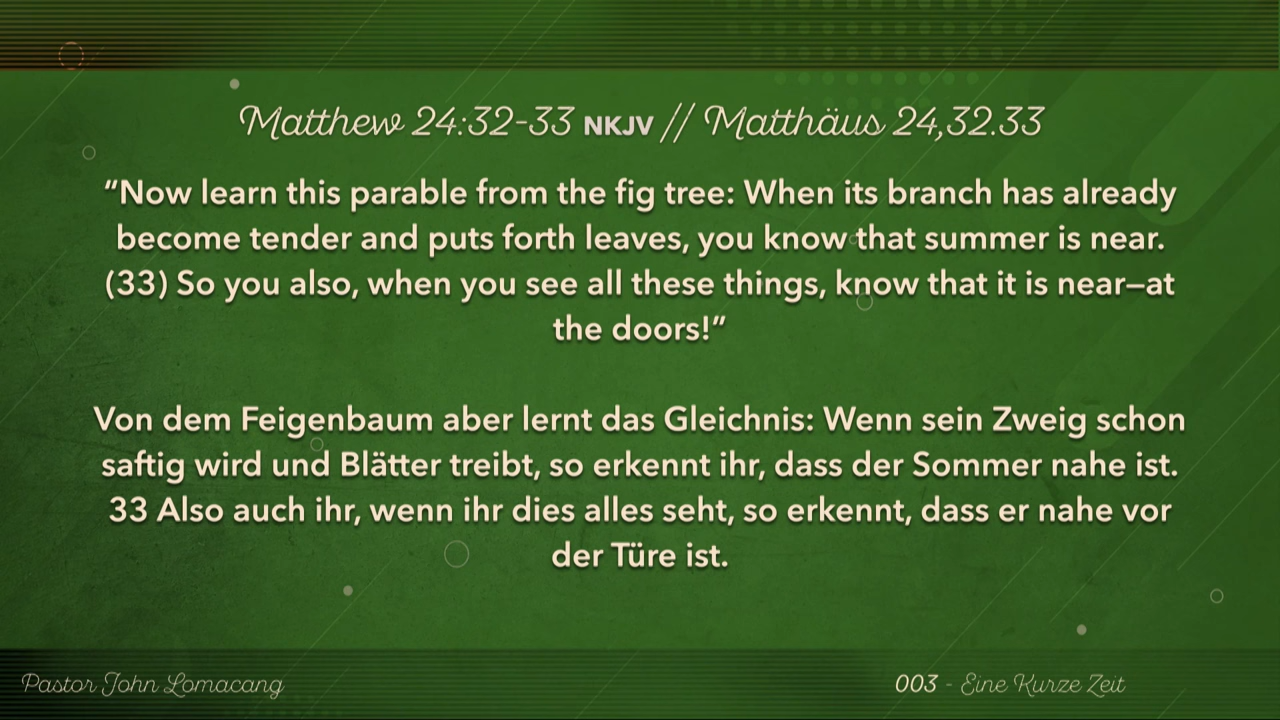 Matthew 24:32-33 NKJV // Matthäus 24,32.33
“Now learn this parable from the fig tree: When its branch has already
become tender and puts forth leaves, you know that summer is near.
(33) So you also, when you see all these things, know that it is near—at
the doors!”
Von dem Feigenbaum aber lernt das Gleichnis: Wenn sein Zweig schon
saftig wird und Blätter treibt, so erkennt ihr, dass der Sommer nahe ist.
33 Also auch ihr, wenn ihr dies alles seht, so erkennt, dass er nahe vor
der Türe ist.
Pastor John Lomacang
003 - Eine Kurze Zeit